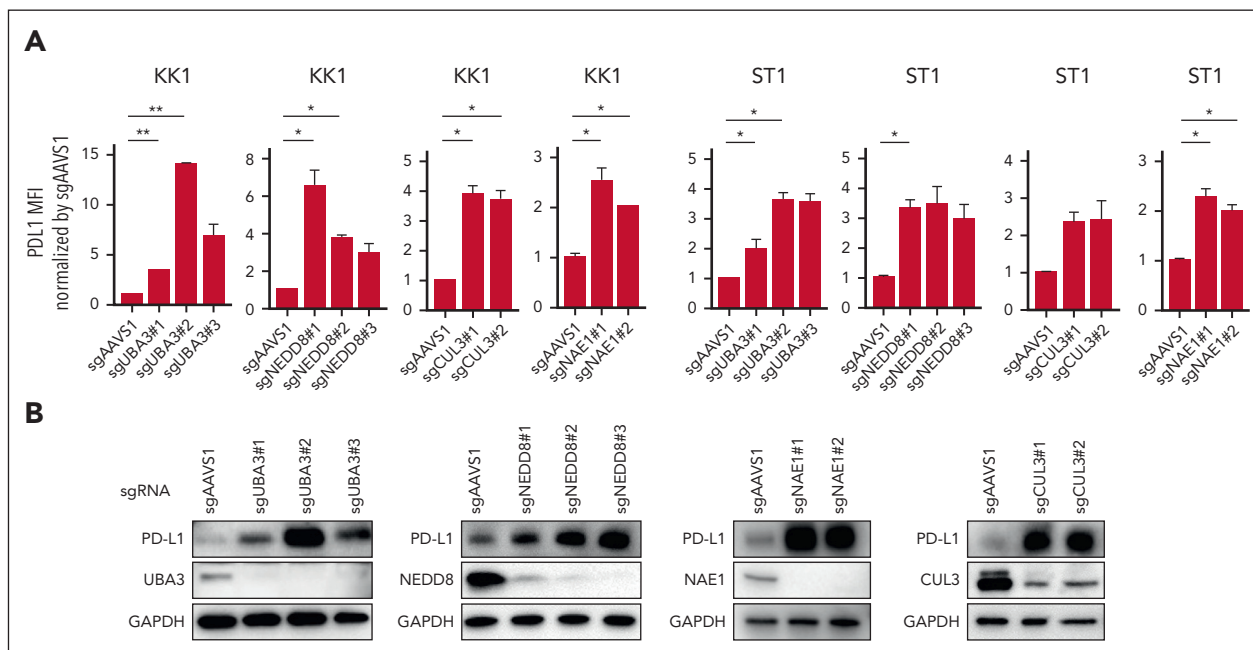 A
KK1 KK1 KK1 KK1 ST1 ST1 ST1 ST1
** * * * * * *
** * * * * * *
PDL1 MFI
normalized by sgAAVS1
15 8 5 3 5 5 3 3
10 6 4 2 4 4 2 2
5 4 3 1 3 3 1 1
0 2 2 0 2 2 0 0
0 1 1 1
0 0 0
sgAAVS1 sgUBA3#1 sgUBA3#2 sgUBA3#3
sgAAVS1 sgNEDD8#1 sgNEDD8#2 sgNEDD8#3
sgAAVS1 sgCUL3#1 sgCUL3#2
sgAAVS1 sgNAE1#1 sgNAE1#2
sgAAVS1 sgUBA3#1 sgUBA3#2 sgUBA3#3
sgAAVS1 sgNEDD8#1 sgNEDD8#2 sgNEDD8#3
sgAAVS1 sgCUL3#1 sgCUL3#2
sgAAVS1 sgNAE1#1 sgNAE1#2
B
sgRNA
sgAAVS1 sgUBA3#1 sgUBA3#2 sgUBA3#3
PD-L1
UBA3
GAPDH
sgAAVS1 sgNEDD8#1 sgNEDD8#2 sgNEDD8#3
PD-L1
NEDD8
GAPDH
sgAAVS1 sgNAE1#1 sgNAE1#2
PD-L1
NAE1
GAPDH
sgAAVS1 sgCUL3#1 sgCUL3#2
PD-L1
CUL3
GAPDH